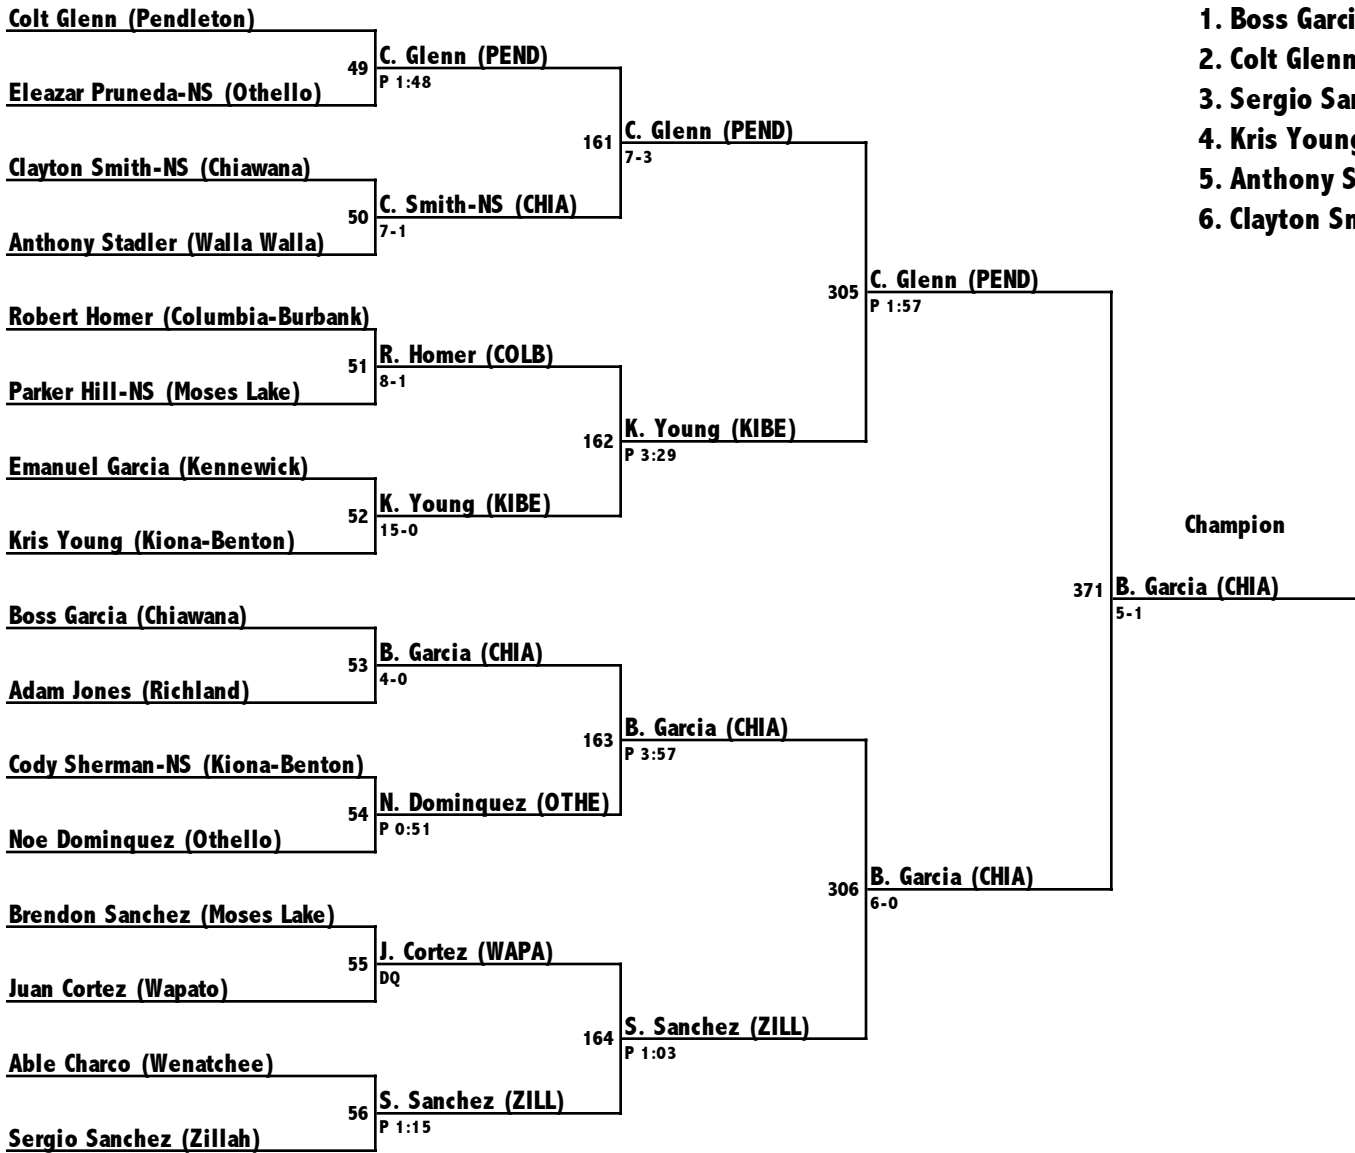 Colt Glenn (Pendleton)
1. Boss Garci
49 C. Glenn (PEND)
P 1:48
2. Colt Glenn
Eleazar Pruneda-NS (Othello)
3. Sergio Sa
161 C. Glenn (PEND)
7-3
4. Kris Young
Clayton Smith-NS (Chiawana)
5. Anthony S
50 C. Smith-NS (CHIA)
7-1
6. Clayton Sm
Anthony Stadler (Walla Walla)
305 C. Glenn (PEND)
P 1:57
Robert Homer (Columbia-Burbank)
51 R. Homer (COLB)
8-1
Parker Hill-NS (Moses Lake)
162 K. Young (KIBE)
P 3:29
Emanuel Garcia (Kennewick)
52 K. Young (KIBE)
15-0
Kris Young (Kiona-Benton)
Champion
371 B. Garcia (CHIA)
5-1
Boss Garcia (Chiawana)
53 B. Garcia (CHIA)
4-0
Adam Jones (Richland)
163 B. Garcia (CHIA)
P 3:57
Cody Sherman-NS (Kiona-Benton)
54 N. Dominquez (OTHE)
P 0:51
Noe Dominquez (Othello)
306 B. Garcia (CHIA)
6-0
Brendon Sanchez (Moses Lake)
55 J. Cortez (WAPA)
DQ
Juan Cortez (Wapato)
164 S. Sanchez (ZILL)
P 1:03
Able Charco (Wenatchee)
56 S. Sanchez (ZILL)
P 1:15
Sergio Sanchez (Zillah)